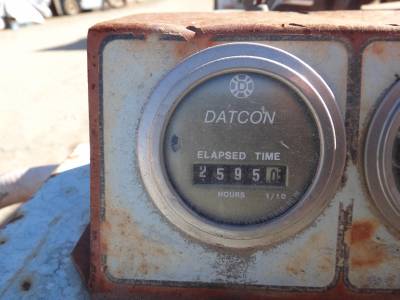 D
DATCON
ELAPSED TIME
25950
HOURS 1/10